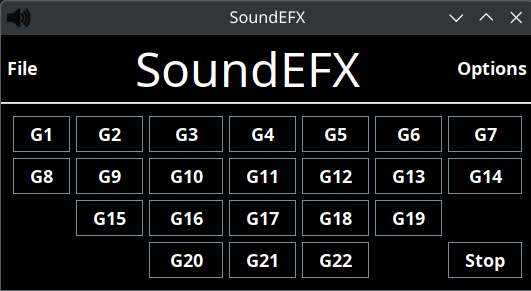 SoundEFX
File SoundEFX Options
G1 G2 G3 G4 G5 G6 G7
G8 G9 G10 G11 G12 G13 G14
G15 G16 G17 G18 G19
G20 G21 G22 Stop